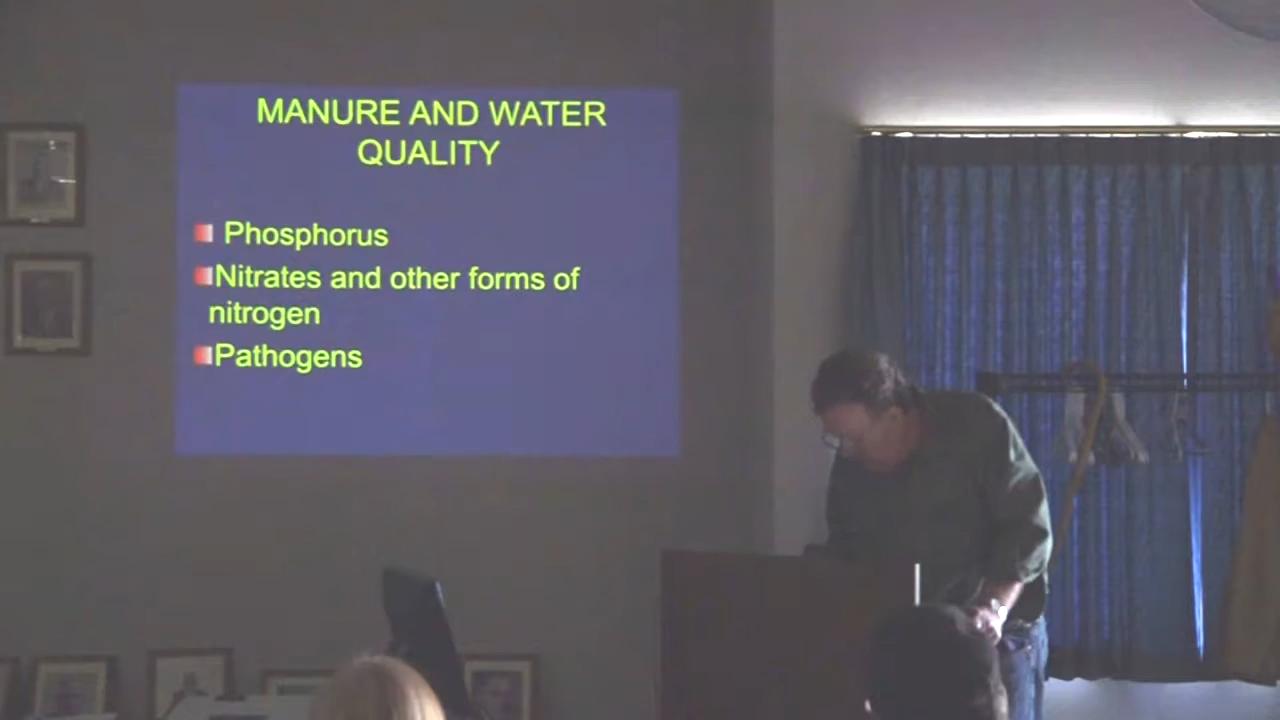 MANURE AND WATER
QUALITY
Phosphorus
Nitrates and other forms of
nitrogen
Pathogens